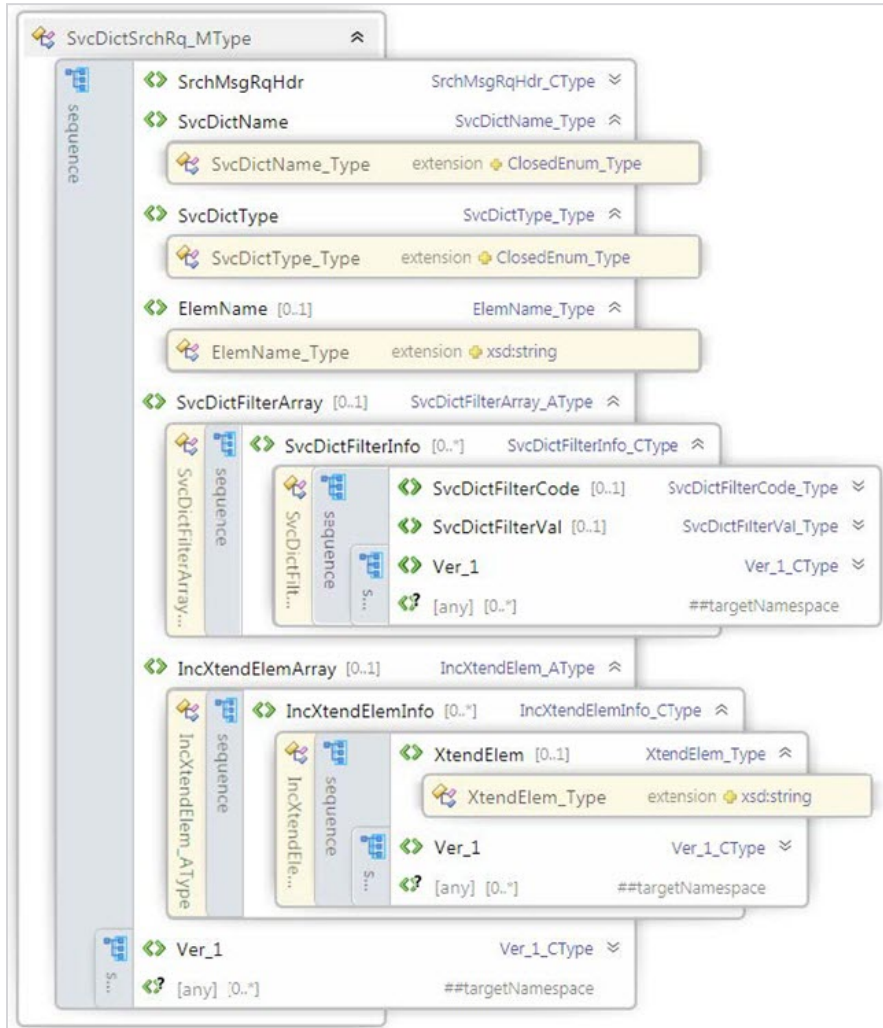 SvcDictSrchRq_MType
sequence
SrchMsgRqHdr SrchMsgRqHdr_CType
SvcDictName SvcDictName_Type
SvcDictName_Type extension ClosedEnum_Type
SvcDictType SvcDictType_Type
SvcDictType_Type extension ClosedEnum_Type
ElemName [0..1] ElemName_Type
ElemName_Type extension xsd:string
SvcDictFilterArray [0..1] SvcDictFilterArray_AType
SvcDictFilterArray...
sequence
SvcDictFilterInfo [0..*] SvcDictFilterInfo_CType
SvcDictFilt...
sequence
SvcDictFilterCode [0..1] SvcDictFilterCode_Type
SvcDictFilterVal [0..1] SvcDictFilterVal_Type
s...
Ver_1 Ver_1_CType
[any] [0..*] ##targetNamespace
IncXtendElemArray [0..1] IncXtendElem_AType
IncXtendElem_AType
sequence
IncXtendElemInfo [0..*] IncXtendElemInfo_CType
IncXtendEle...
sequence
XtendElem [0..1] XtendElem_Type
XtendElem_Type extension xsd:string
s...
Ver_1 Ver_1_CType
[any] [0..*] ##targetNamespace
s...
Ver_1 Ver_1_CType
[any] [0..*] ##targetNamespace